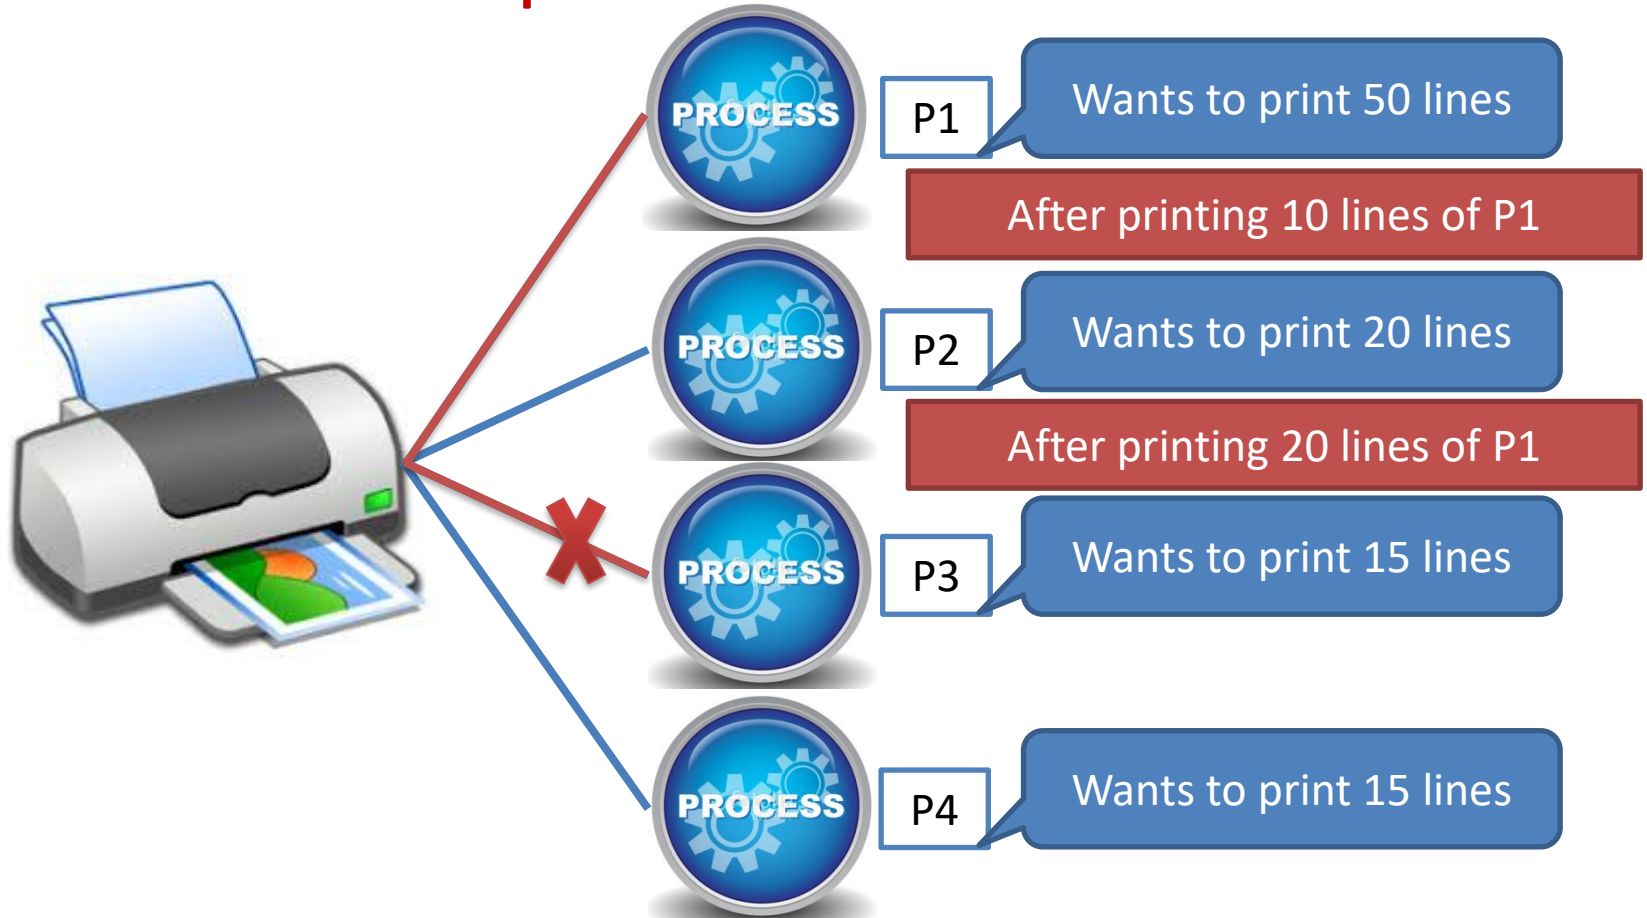 PROCESS
P1
Wants to print 50 lines
After printing 10 lines of P1
PROCESS
P2
Wants to print 20 lines
After printing 20 lines of P1
PROCESS
P3
Wants to print 15 lines
PROCESS
P4
Wants to print 15 lines